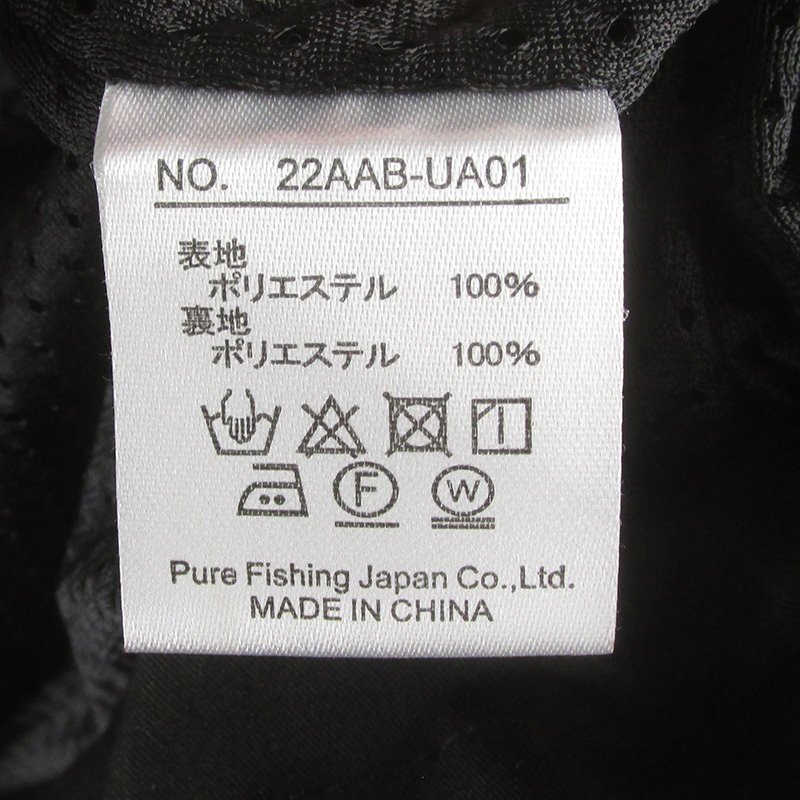 NO. 22AAB-UA01
表地
ポリエステル 100%
裏地
ポリエステル 100%
F W
Pure Fishing Japan Co.,Ltd.
MADE IN CHINA